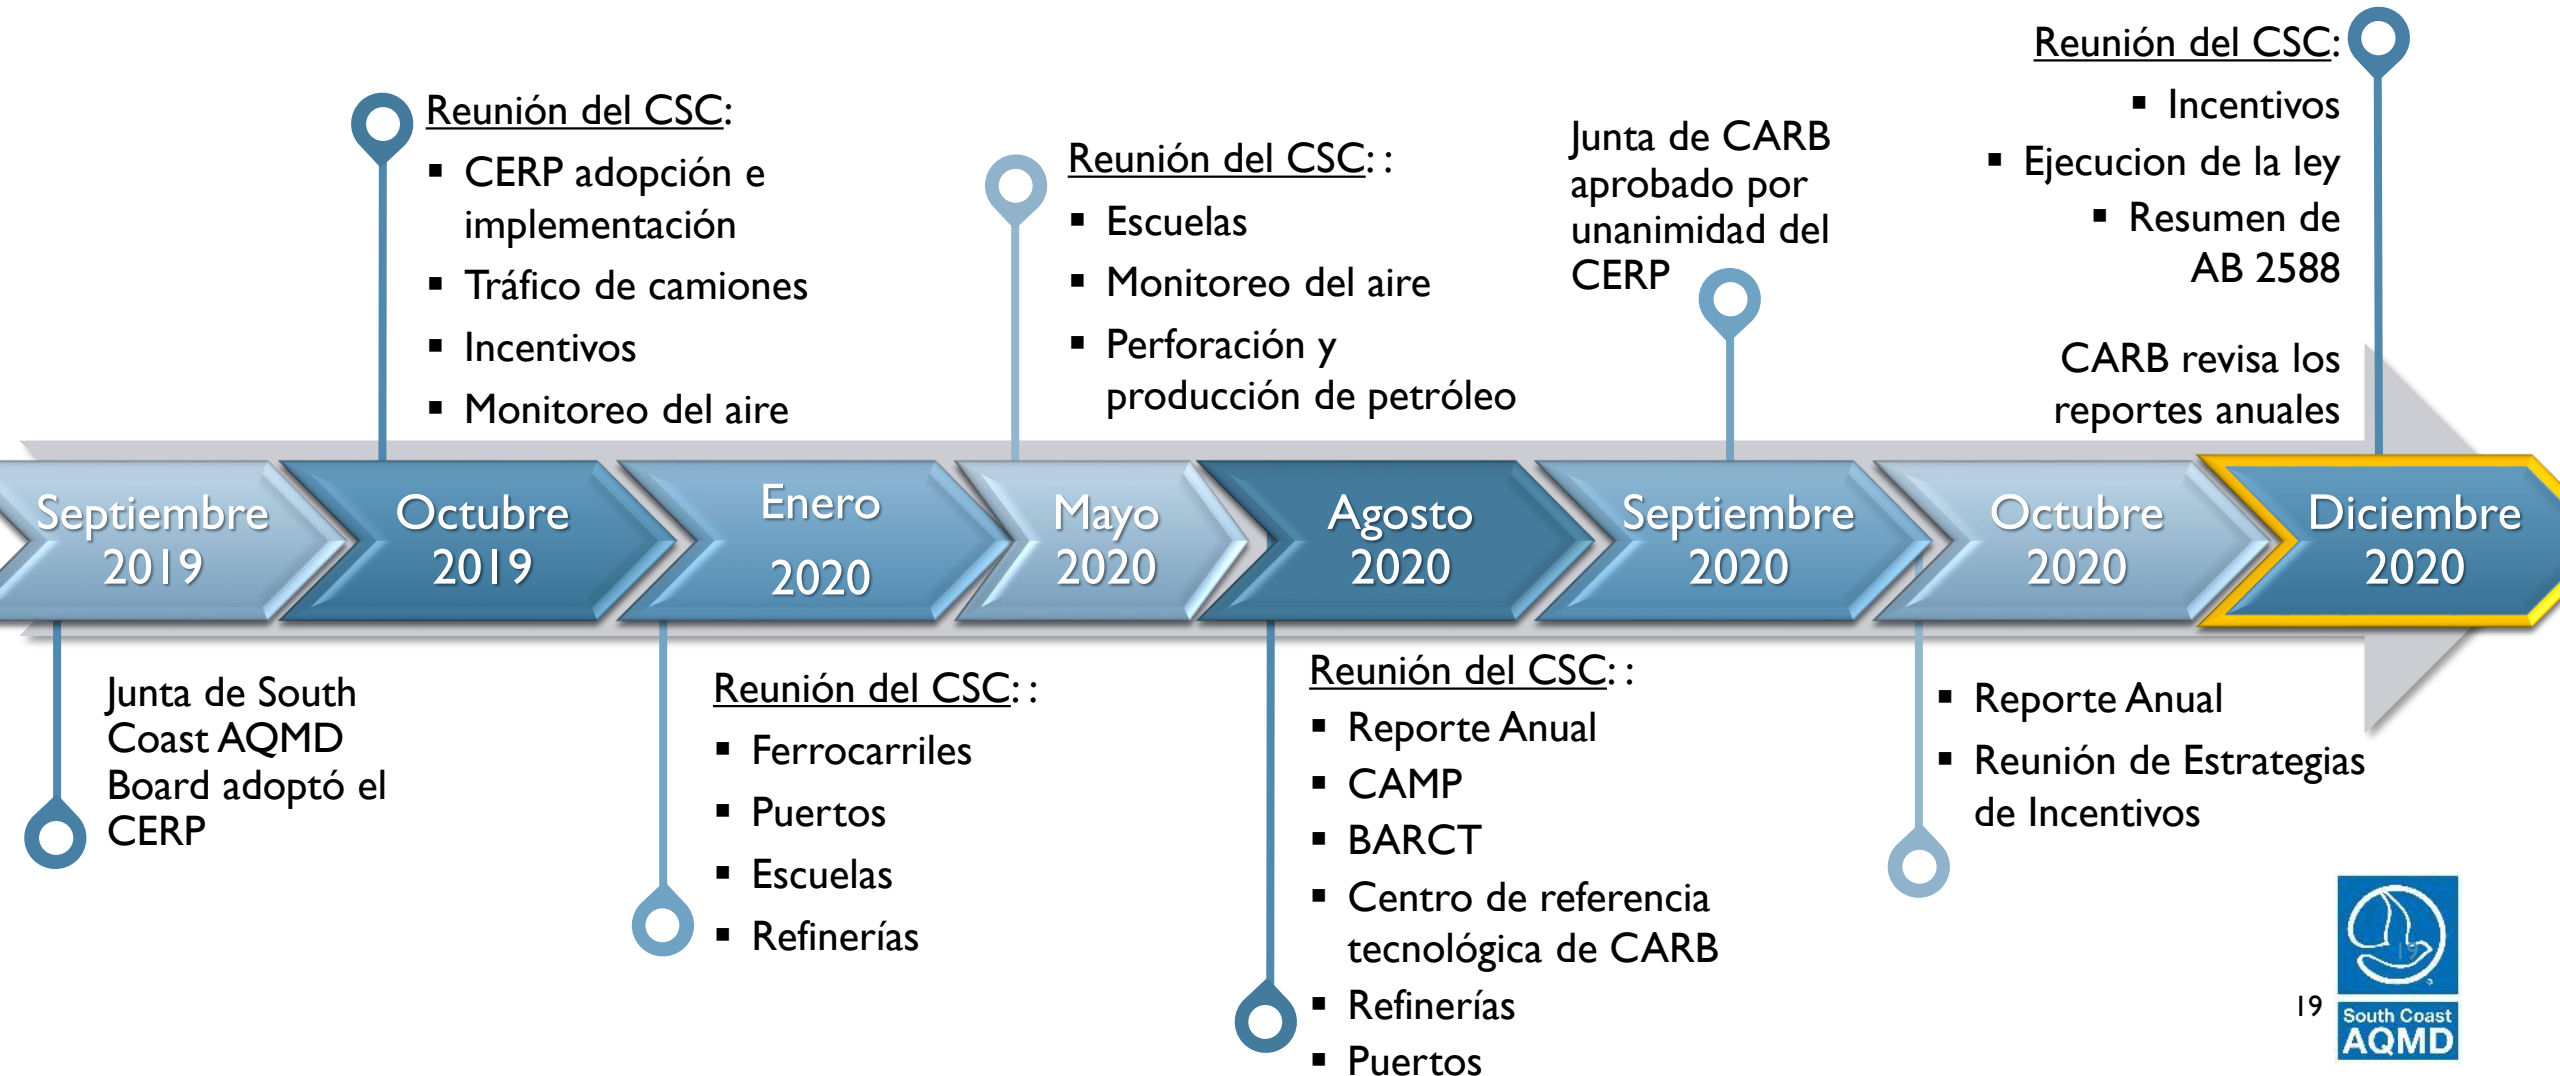 Reunión del CSC:
▪ CERP adopción e
implementación
▪ Tráfico de camiones
▪ Incentivos
▪ Monitoreo del aire
Reunión del CSC: :
▪ Escuelas
▪ Monitoreo del aire
▪ Perforación y
producción de petróleo
Junta de CARB
aprobado por
unanimidad del
CERP
Reunión del CSC:
▪ Incentivos
▪ Ejecucion de la ley
▪ Resumen de
AB 2588
CARB revisa los
reportes anuales
Septiembre
2019
Octubre
2019
Enero
2020
Mayo
2020
Agosto
2020
Septiembre
2020
Octubre
2020
Diciembre
2020
Junta de South
Coast AQMD
Board adoptó el
CERP
Reunión del CSC: :
▪ Ferrocarriles
▪ Puertos
▪ Escuelas
▪ Refinerías
Reunión del CSC: :
▪ Reporte Anual
▪ CAMP
▪ BARCT
▪ Centro de referencia
tecnológica de CARB
▪ Refinerías
▪ Puertos
▪ Reporte Anual
▪ Reunión de Estrategias
de Incentivos
19
19
South Coast
AQMD